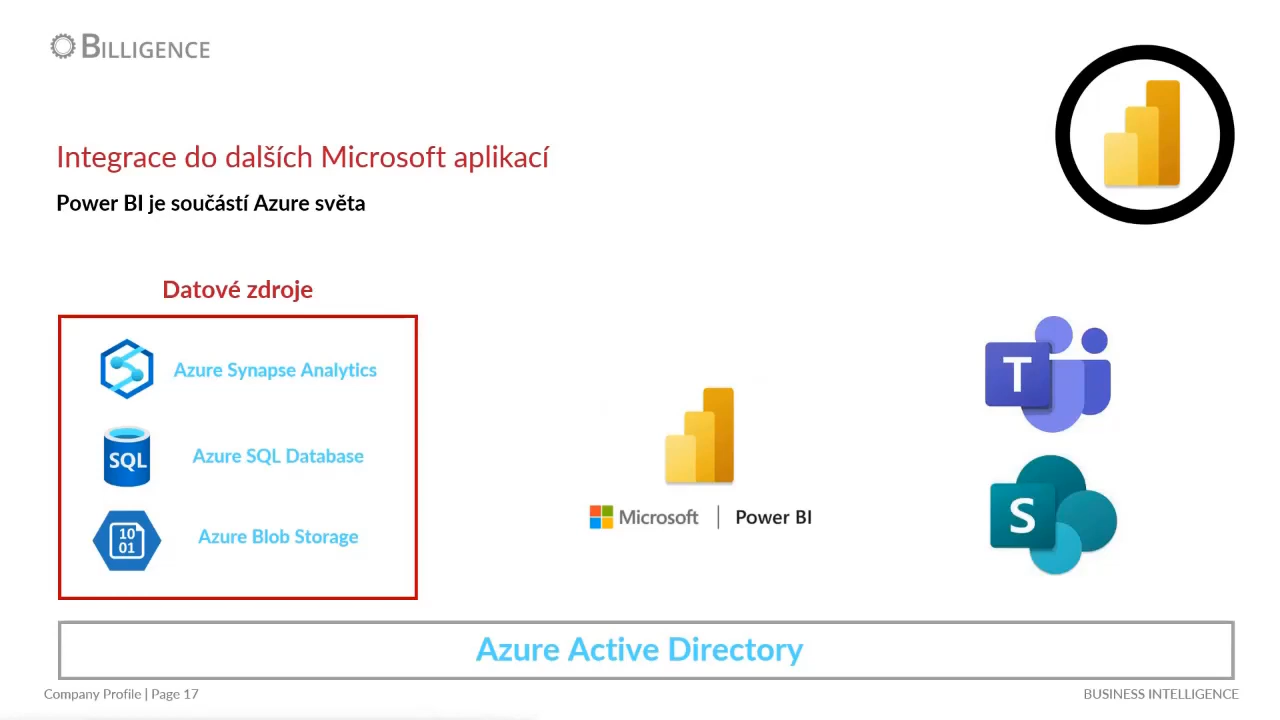 BILLIGENCE
Integrace do dalších Microsoft aplikací
Power BI je součástí Azure světa
Datové zdroje
Azure Synapse Analytics
SQL
Azure SQL Database
10
01
Azure Blob Storage
Microsoft | Power BI
T
S
Azure Active Directory
Company Profile | Page 17
BUSINESS INTELLIGENCE